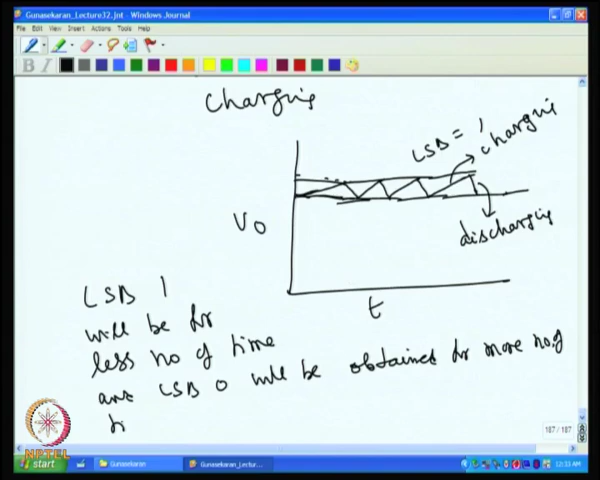 Gunasekaran_Lecture32.jnt - Windows Journal
File Edit View Insert Actions Tools Help
B I
Charging
LSB = 1
charging
V0
discharging
t
LSB 1
will be for
less no of time
and LSB 0 will be obtained for more no. of
187 / 187
NPTEL
start Gunasekaran Gunasekaran_Lectur... 12:33 AM